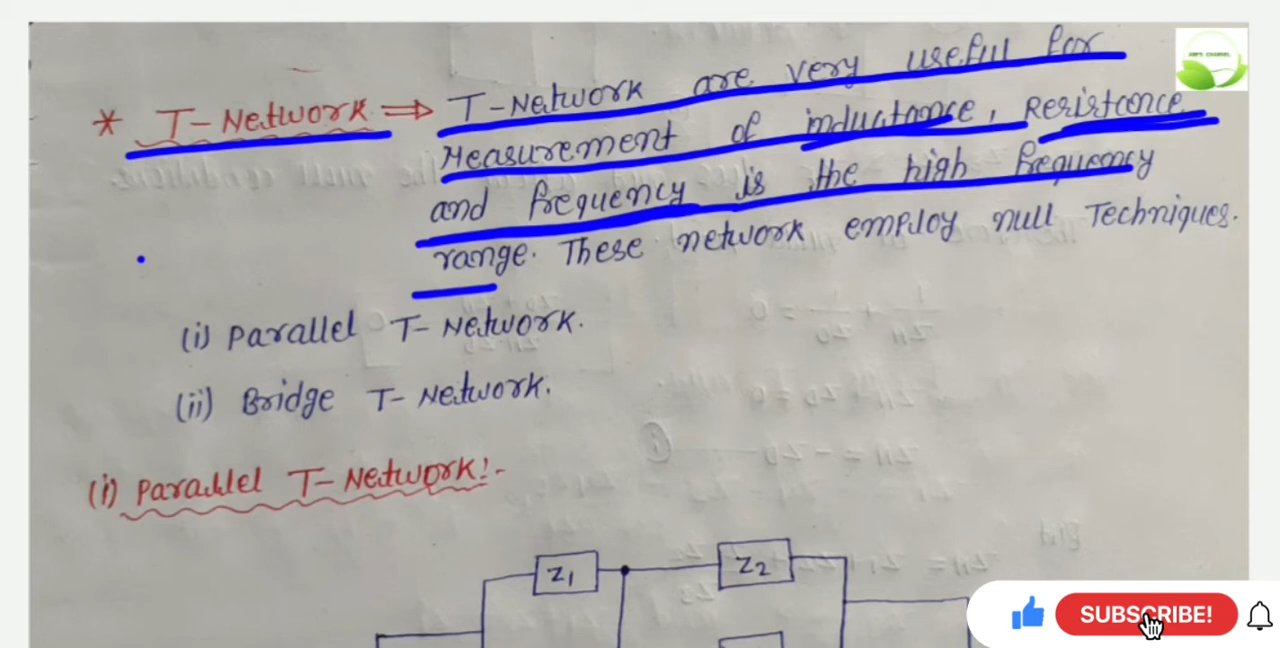 * T-Network ⇒ T-Network are very useful for
Measurement of inductance, Resistance
and frequency is the high frequency
range. These network employ null Techniques.
(i) Parallel T-Network.
(ii) Bridge T-Network.
(i) Parallel T-Network:-
Z1
Z2
SUBSCRIBE!